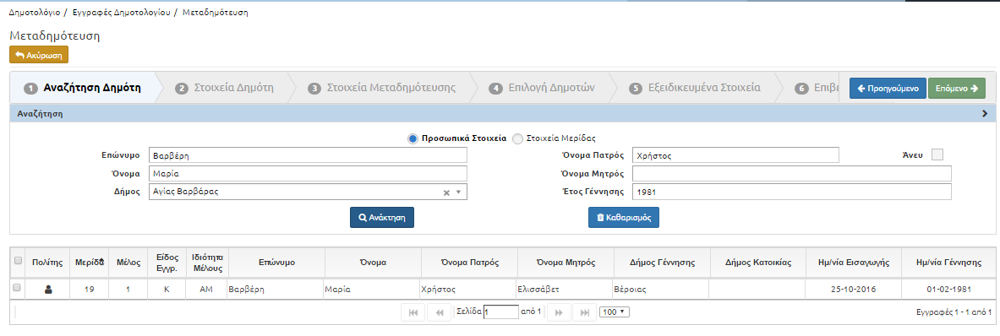 Δημοτολόγιο / Εγγραφές Δημοτολογίου / Μεταδημότευση
Μεταδημότευση
Ακύρωση
1 Αναζήτηση Δημότη 2 Στοιχεία Δημότη 3 Στοιχεία Μεταδημότευσης 4 Επιλογή Δημοτών 5 Εξειδικευμένα Στοιχεία 6 Επιβε Προηγούμενο Επόμενο
Αναζήτηση
Προσωπικά Στοιχεία Στοιχεία Μερίδας
Επώνυμο Βαρβέρη Όνομα Πατρός Χρήστος Άνευ
Όνομα Μαρία Όνομα Μητρός
Δήμος Αγίας Βαρβάρας Έτος Γέννησης 1981
Ανάκτηση Καθαρισμός
Πολίτης Μερίδα Μέλος Είδος Εγγρ. Ιδιότητα Μέλους Επώνυμο Όνομα Όνομα Πατρός Όνομα Μητρός Δήμος Γέννησης Δήμος Κατοικίας Ημ/νία Εισαγωγής Ημ/νία Γέννησης
19 1 Κ ΑΜ Βαρβέρη Μαρία Χρήστος Ελισσάβετ Βέροιας 25-10-2016 01-02-1981
Σελίδα 1 από 1 100 Εγγραφές 1 - 1 από 1